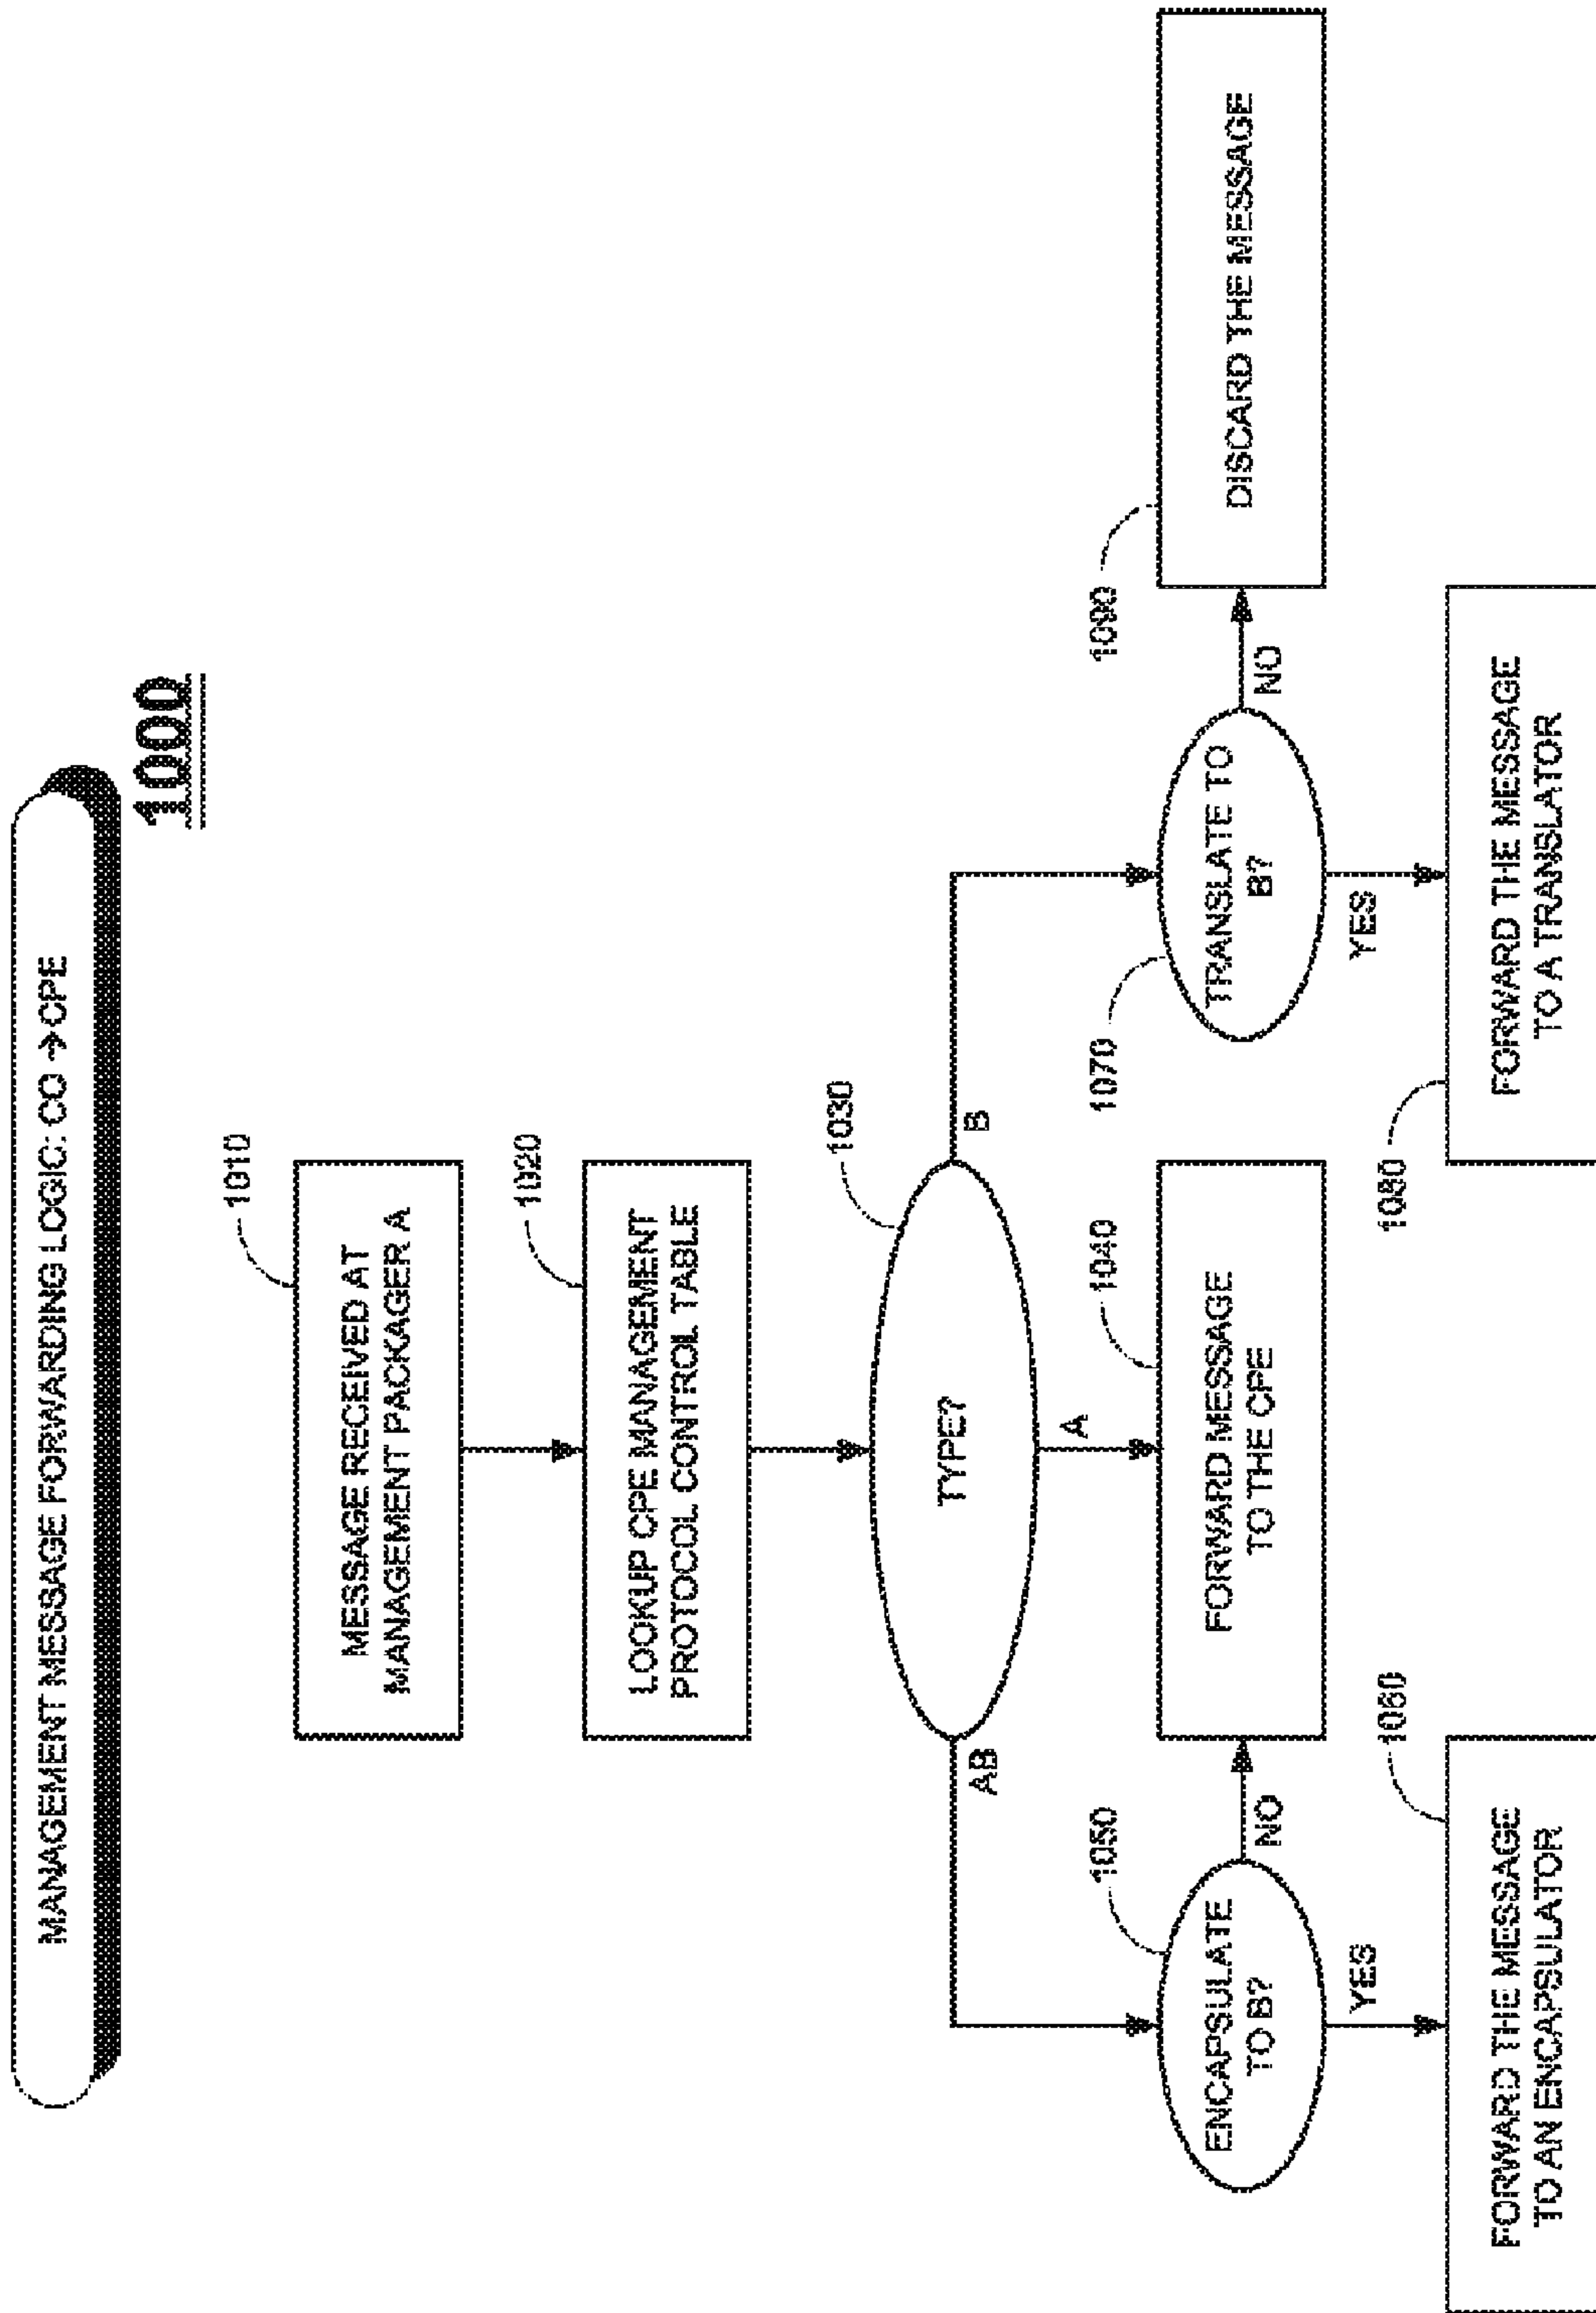 MANAGEMENT MESSAGE FORWARDING LOGIC: CO →CPE
1000
1010
MESSAGE RECEIVED AT
MANAGEMENT PACKAGER A
1020
LOOKUP CPE MANAGEMENT
PROTOCOL CONTROL TABLE
1030
TYPE?
AB
A
B
1050
ENCAPSULATE
TO B?
NO
YES
1040
FORWARD MESSAGE
TO THE CPE
1070
TRANSLATE TO
B?
NO
YES
1090
DISCARD THE MESSAGE
1060
FORWARD THE MESSAGE
TO AN ENCAPSULATOR
1080
FORWARD THE MESSAGE
TO A TRANSLATOR